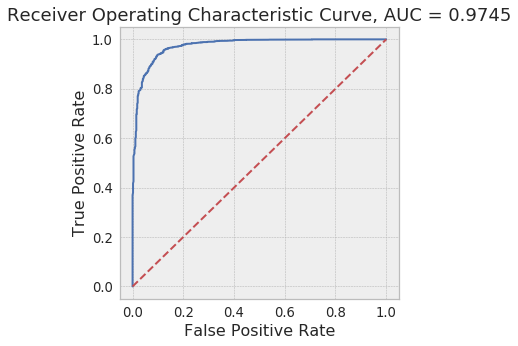 Receiver Operating Characteristic Curve, AUC = 0.9745
1.0
0.8
0.6
0.4
0.2
0.0
True Positive Rate
0.0 0.2 0.4 0.6 0.8 1.0
False Positive Rate